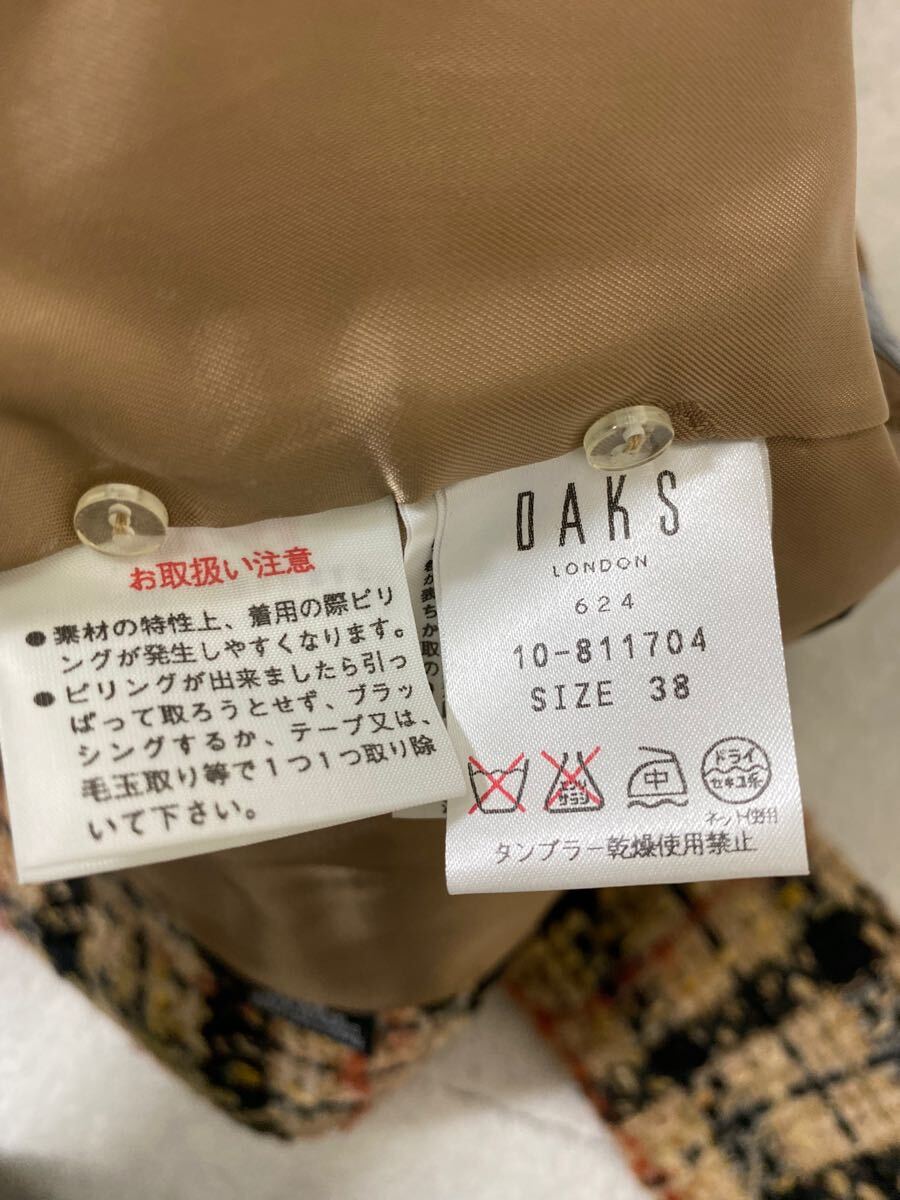 お取扱い注意
● 素材の特性上、着用の際ピリ
ングが発生しやすくなります。
● ピリングが出来ましたら引っ
ぱって取ろうとせず、ブラッ
シングするか、テープ又は、
毛玉取り等で1つ1つ取り除
いて下さい。
DAKS
LONDON
624
10-811704
SIZE 38
エンソ
サラシ
中
ドライ
セキユ系
ネット使用
タンブラー乾燥使用禁止